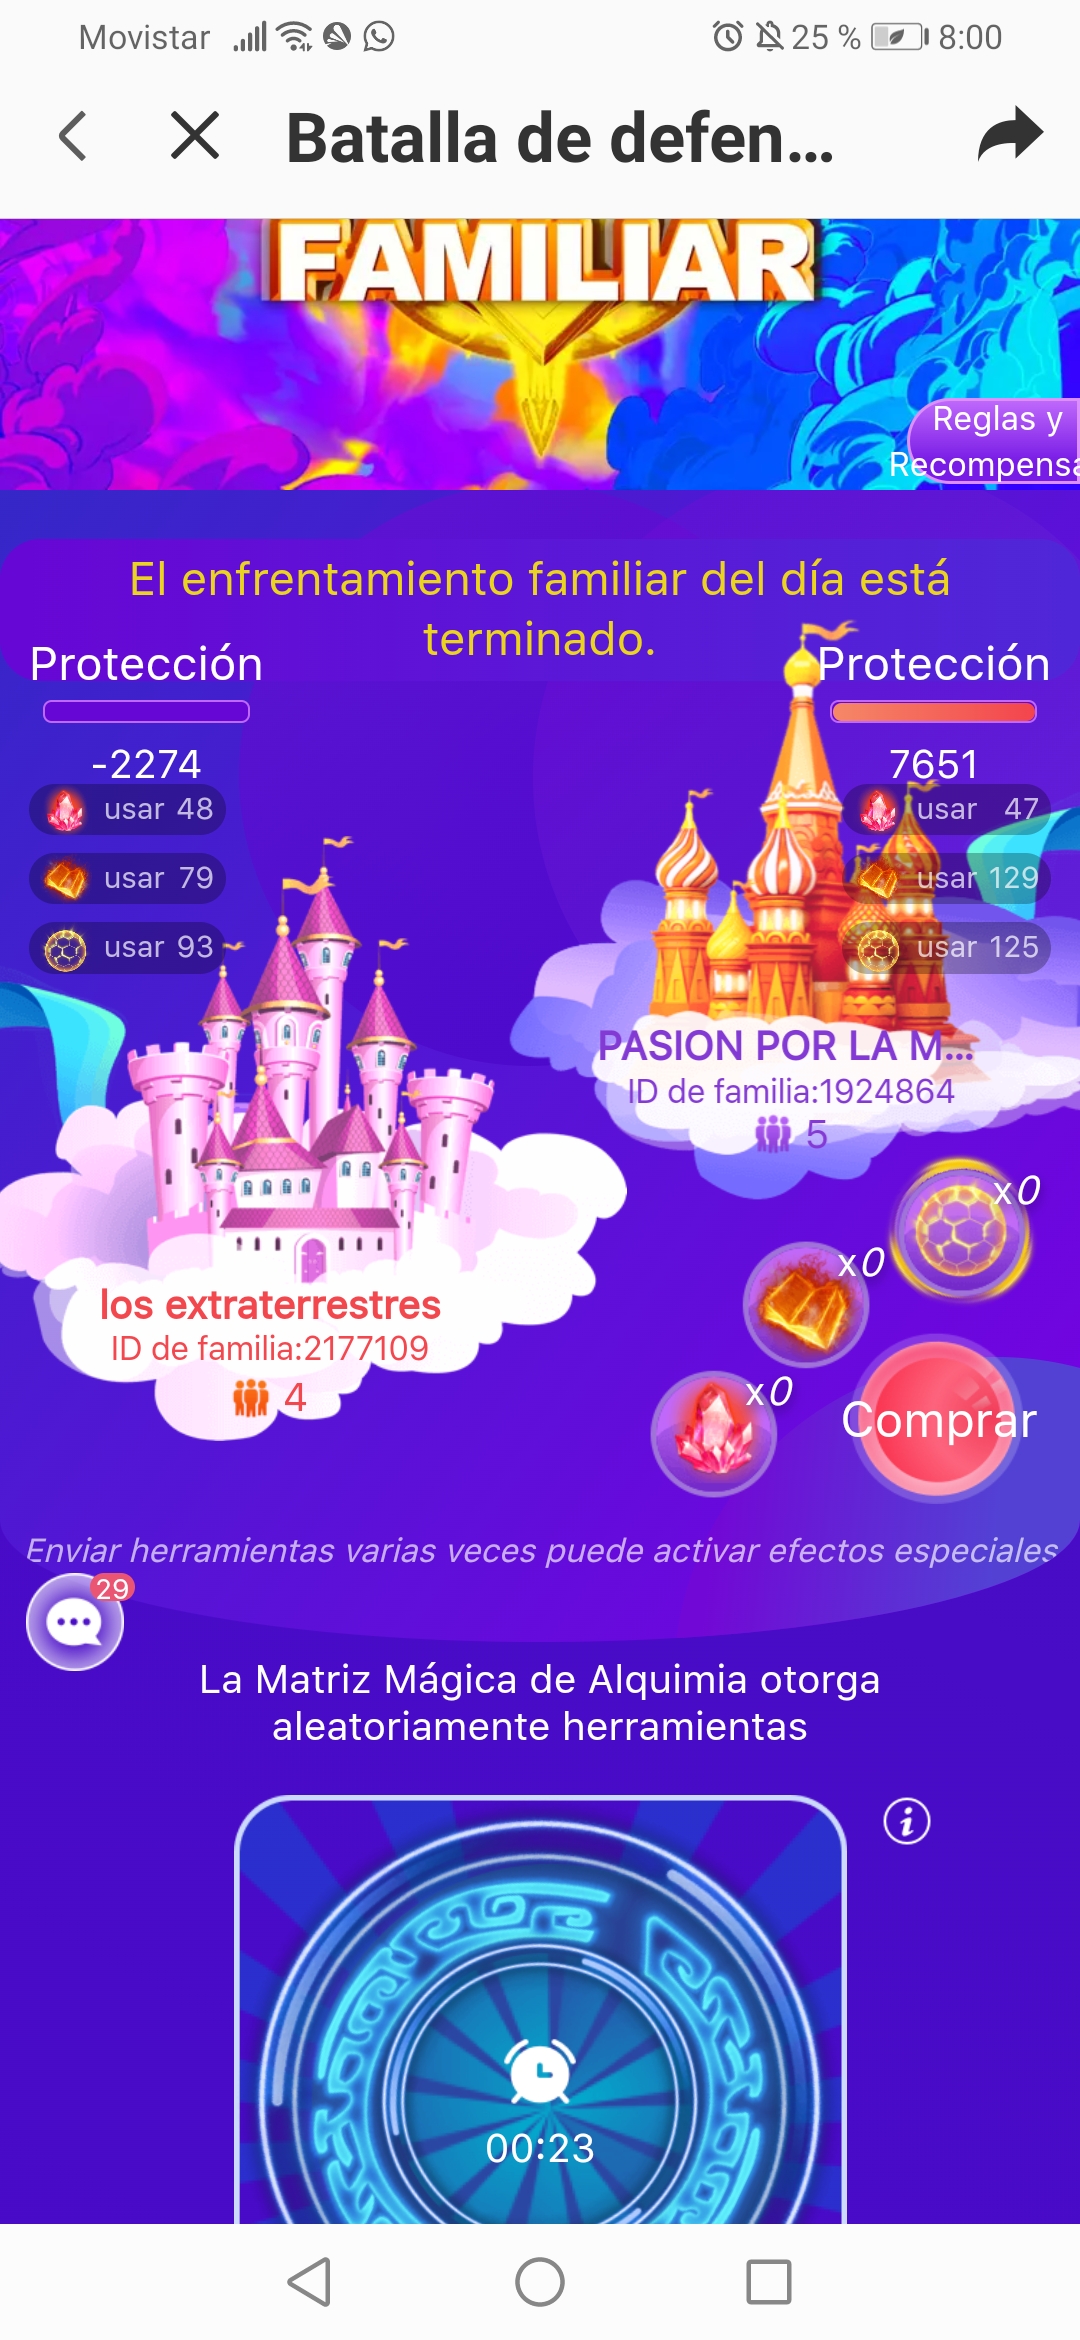 Movistar 25 % 8:00
Batalla de defen...
FAMILIAR
Reglas y
Recompensa
El enfrentamiento familiar del día está
terminado.
Protección
-2274
usar 48
usar 79
usar 93
Protección
7651
usar 47
usar 129
usar 125
PASION POR LA M...
ID de familia:1924864
5
los extraterrestres
ID de familia:2177109
4
x0
x0
x0
Comprar
Enviar herramientas varias veces puede activar efectos especiales
29
La Matriz Mágica de Alquimia otorga
aleatoriamente herramientas
i
00:23